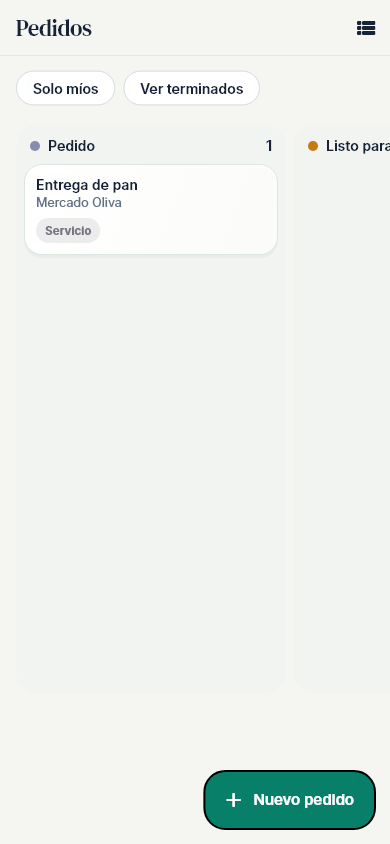 Pedidos
Solo míos
Ver terminados
Pedido
1
Listo para
Entrega de pan
Mercado Oliva
Servicio
Nuevo pedido